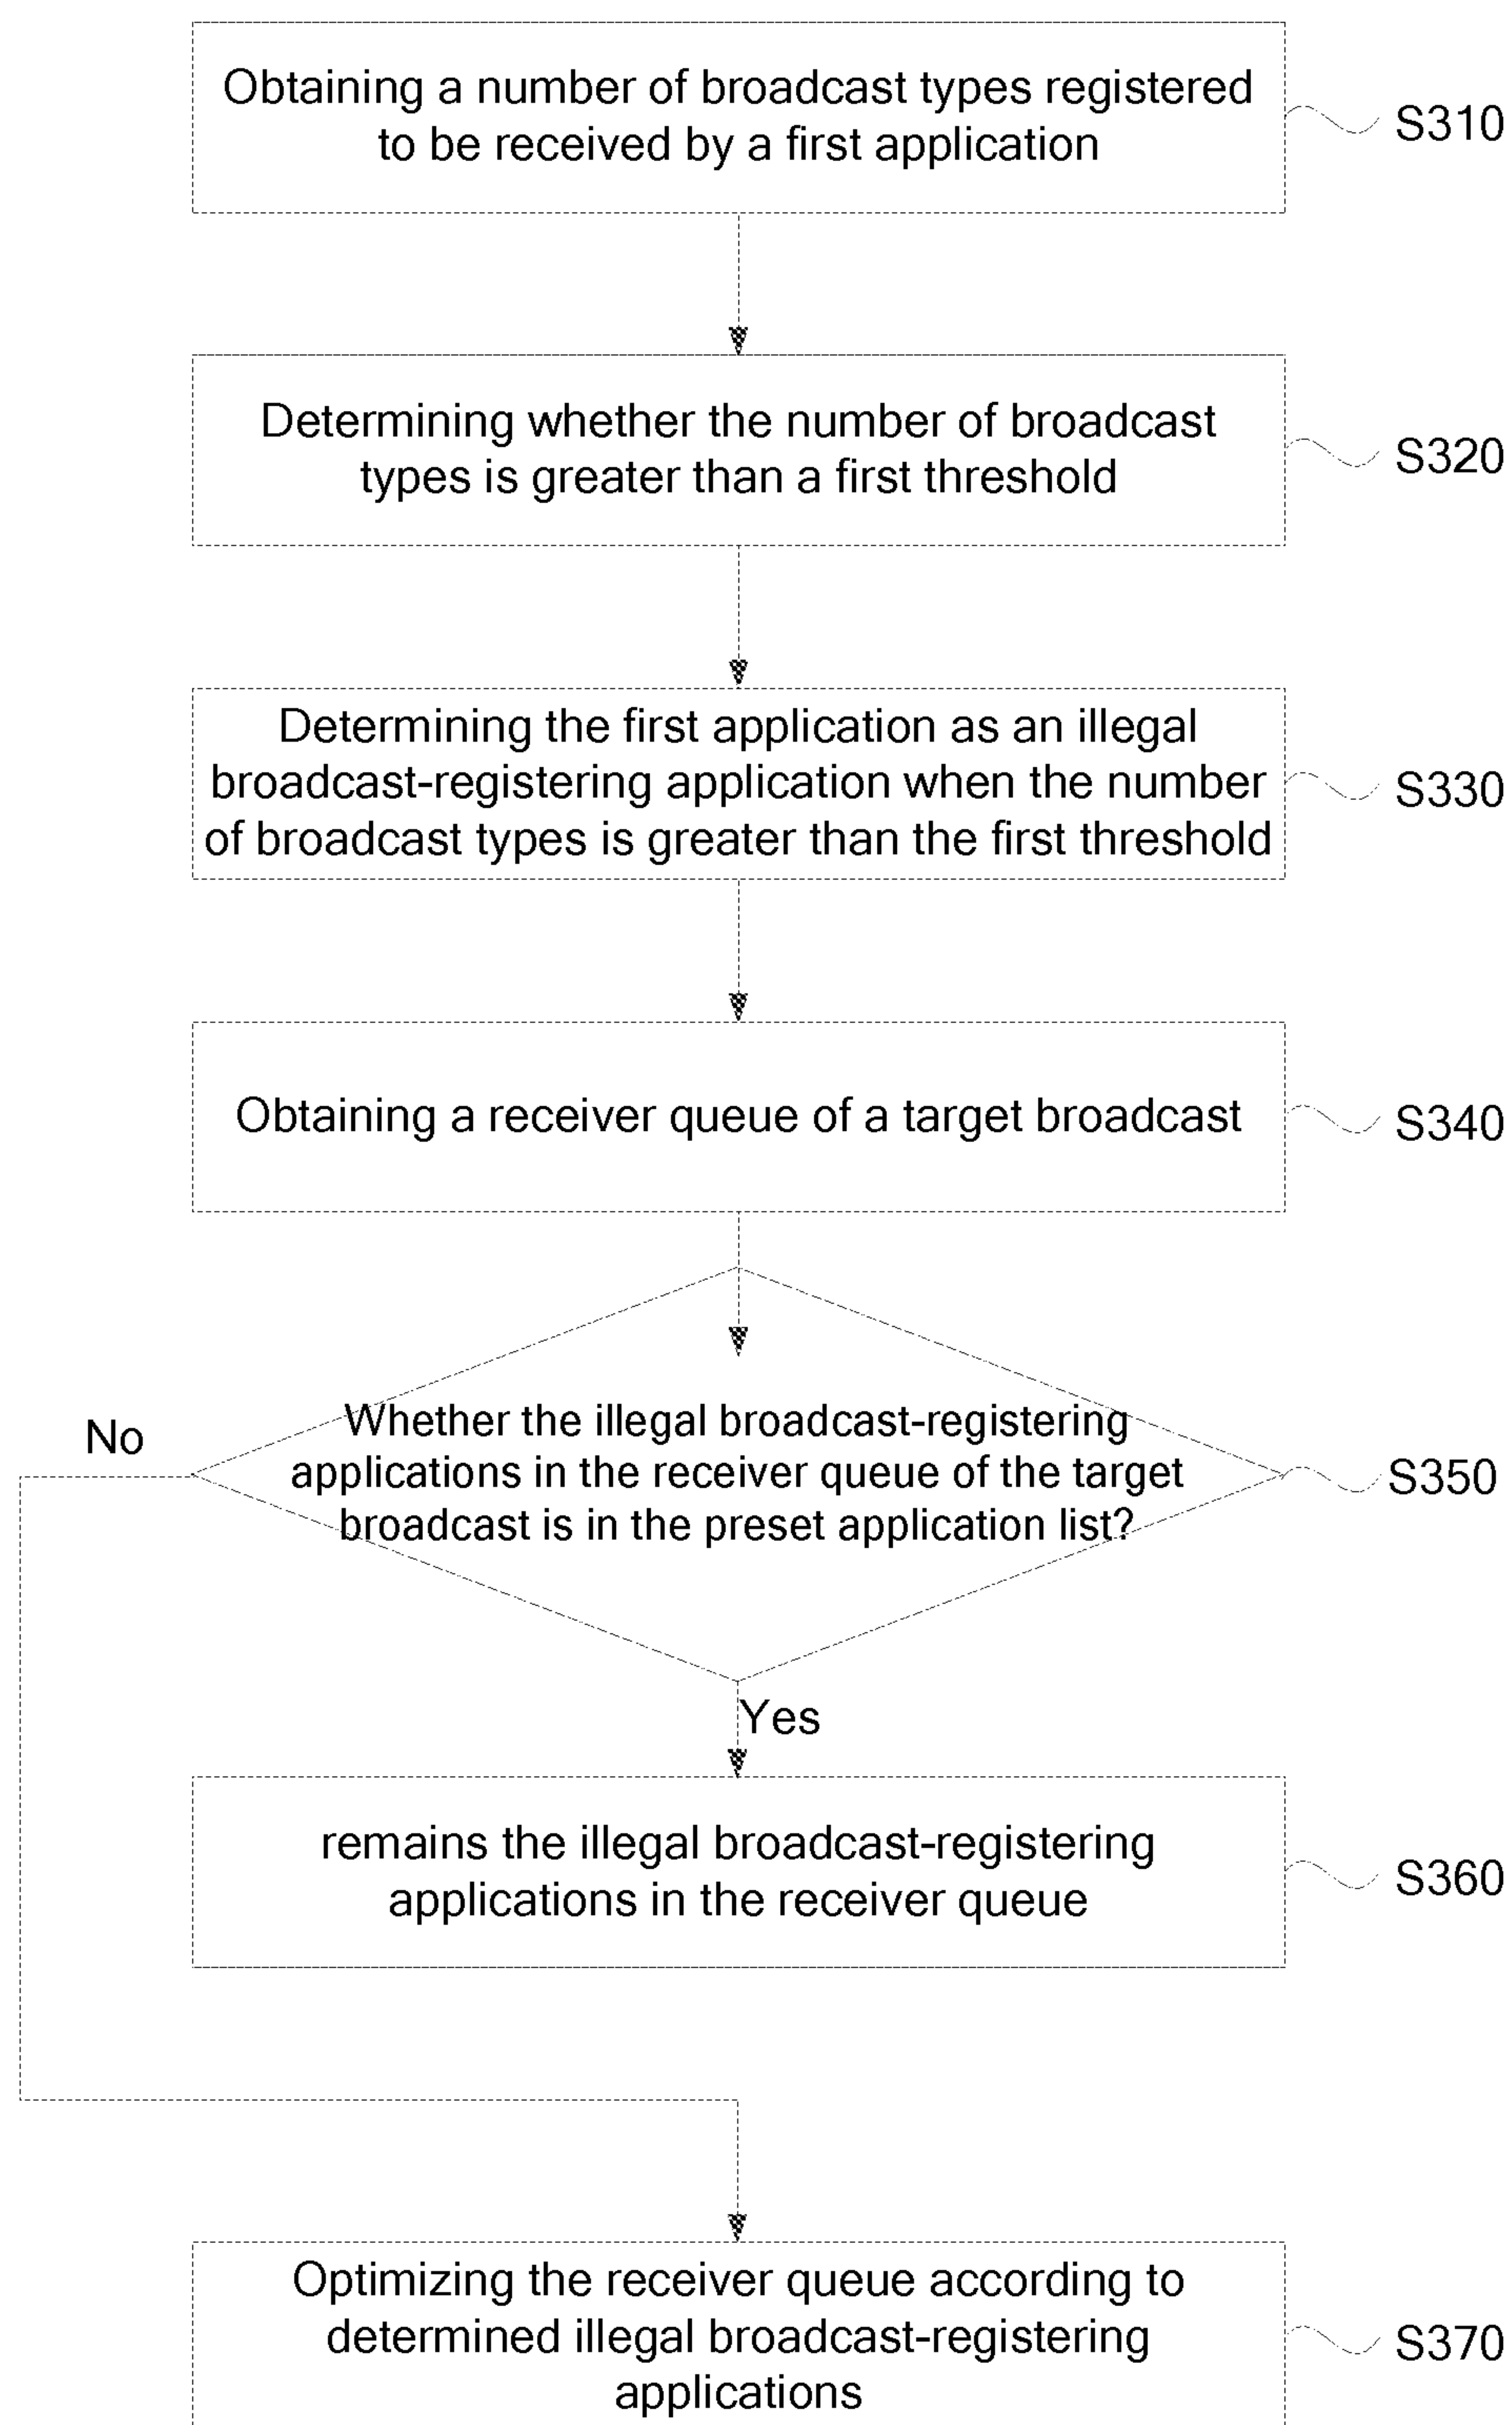 Obtaining a number of broadcast types registered
to be received by a first application
S310
Determining whether the number of broadcast
types is greater than a first threshold
S320
Determining the first application as an illegal
broadcast-registering application when the number
of broadcast types is greater than the first threshold
S330
Obtaining a receiver queue of a target broadcast
S340
No
Whether the illegal broadcast-registering
applications in the receiver queue of the target
broadcast is in the preset application list?
S350
Yes
remains the illegal broadcast-registering
applications in the receiver queue
S360
Optimizing the receiver queue according to
determined illegal broadcast-registering
applications
S370